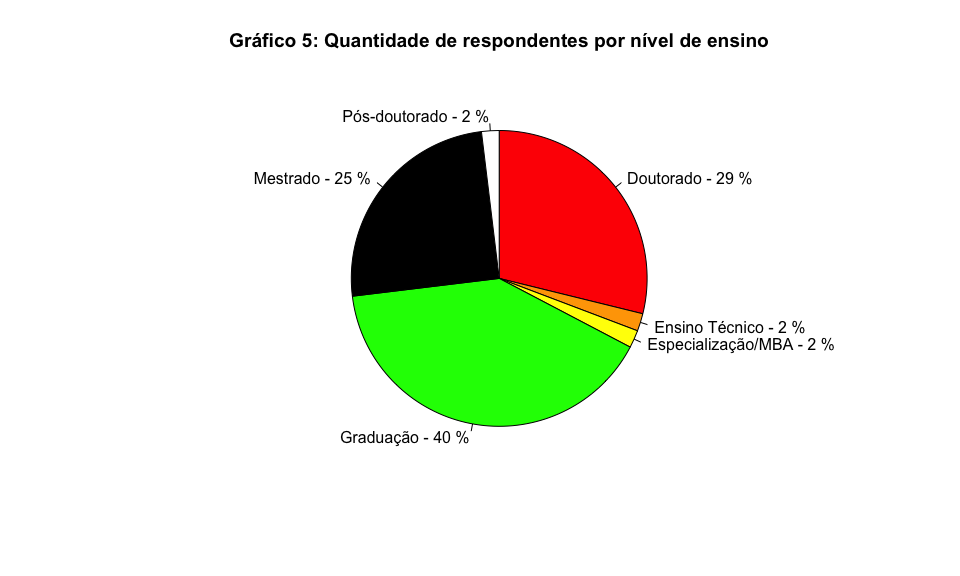 Gráfico 5: Quantidade de respondentes por nível de ensino
Pós-doutorado - 2 %
Mestrado - 25 %
Doutorado - 29 %
Ensino Técnico - 2 %
Especialização/MBA - 2 %
Graduação - 40 %